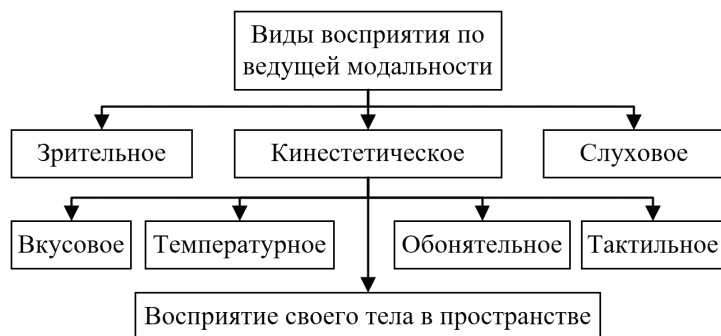 Виды восприятия по
ведущей модальности
Зрительное
Кинестетическое
Слуховое
Вкусовое
Температурное
Обонятельное
Тактильное
Восприятие своего тела в пространстве